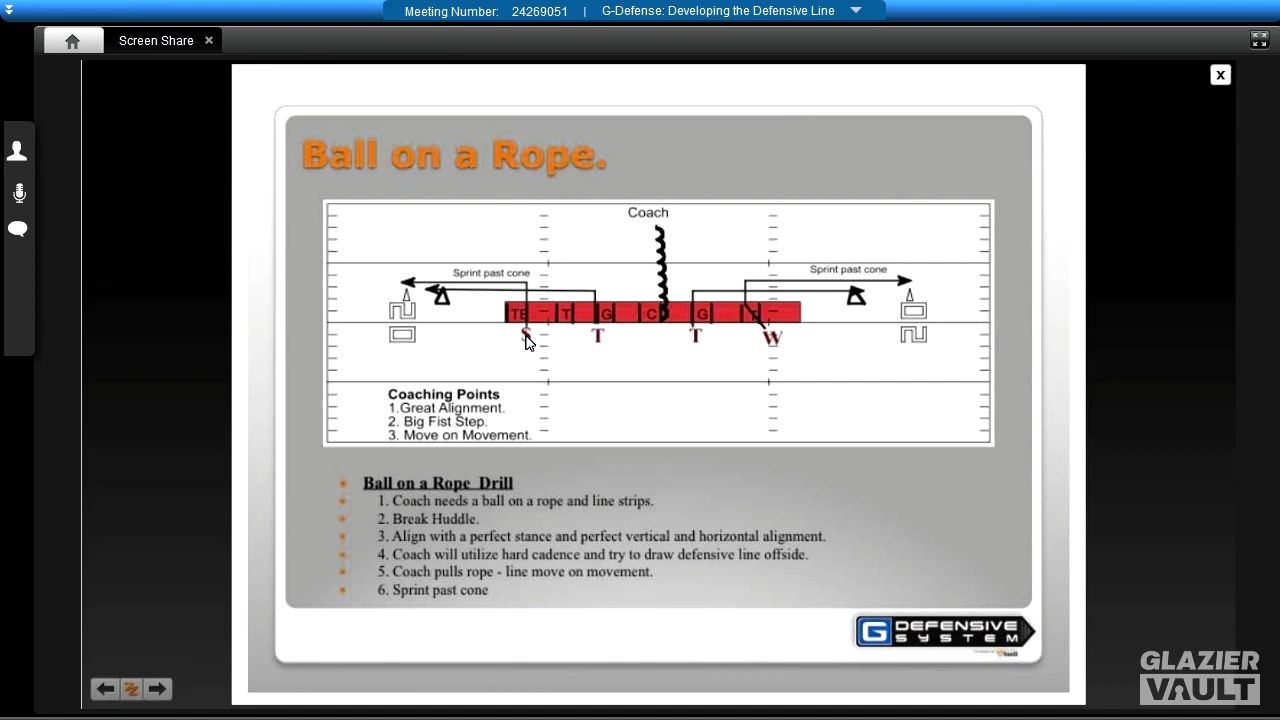 Meeting Number: 24269051 | G-Defense: Developing the Defensive Line
Screen Share
Ball on a Rope.
Coach
Sprint past cone
Sprint past cone
TE T G C G
S T T W
Coaching Points
1.Great Alignment.
2. Big Fist Step.
3. Move on Movement.
Ball on a Rope Drill
1. Coach needs a ball on a rope and line strips.
2. Break Huddle.
3. Align with a perfect stance and perfect vertical and horizontal alignment.
4. Coach will utilize hard cadence and try to draw defensive line offside.
5. Coach pulls rope - line move on movement.
6. Sprint past cone
G DEFENSIVE
SYSTEM
GLAZIER
VAULT